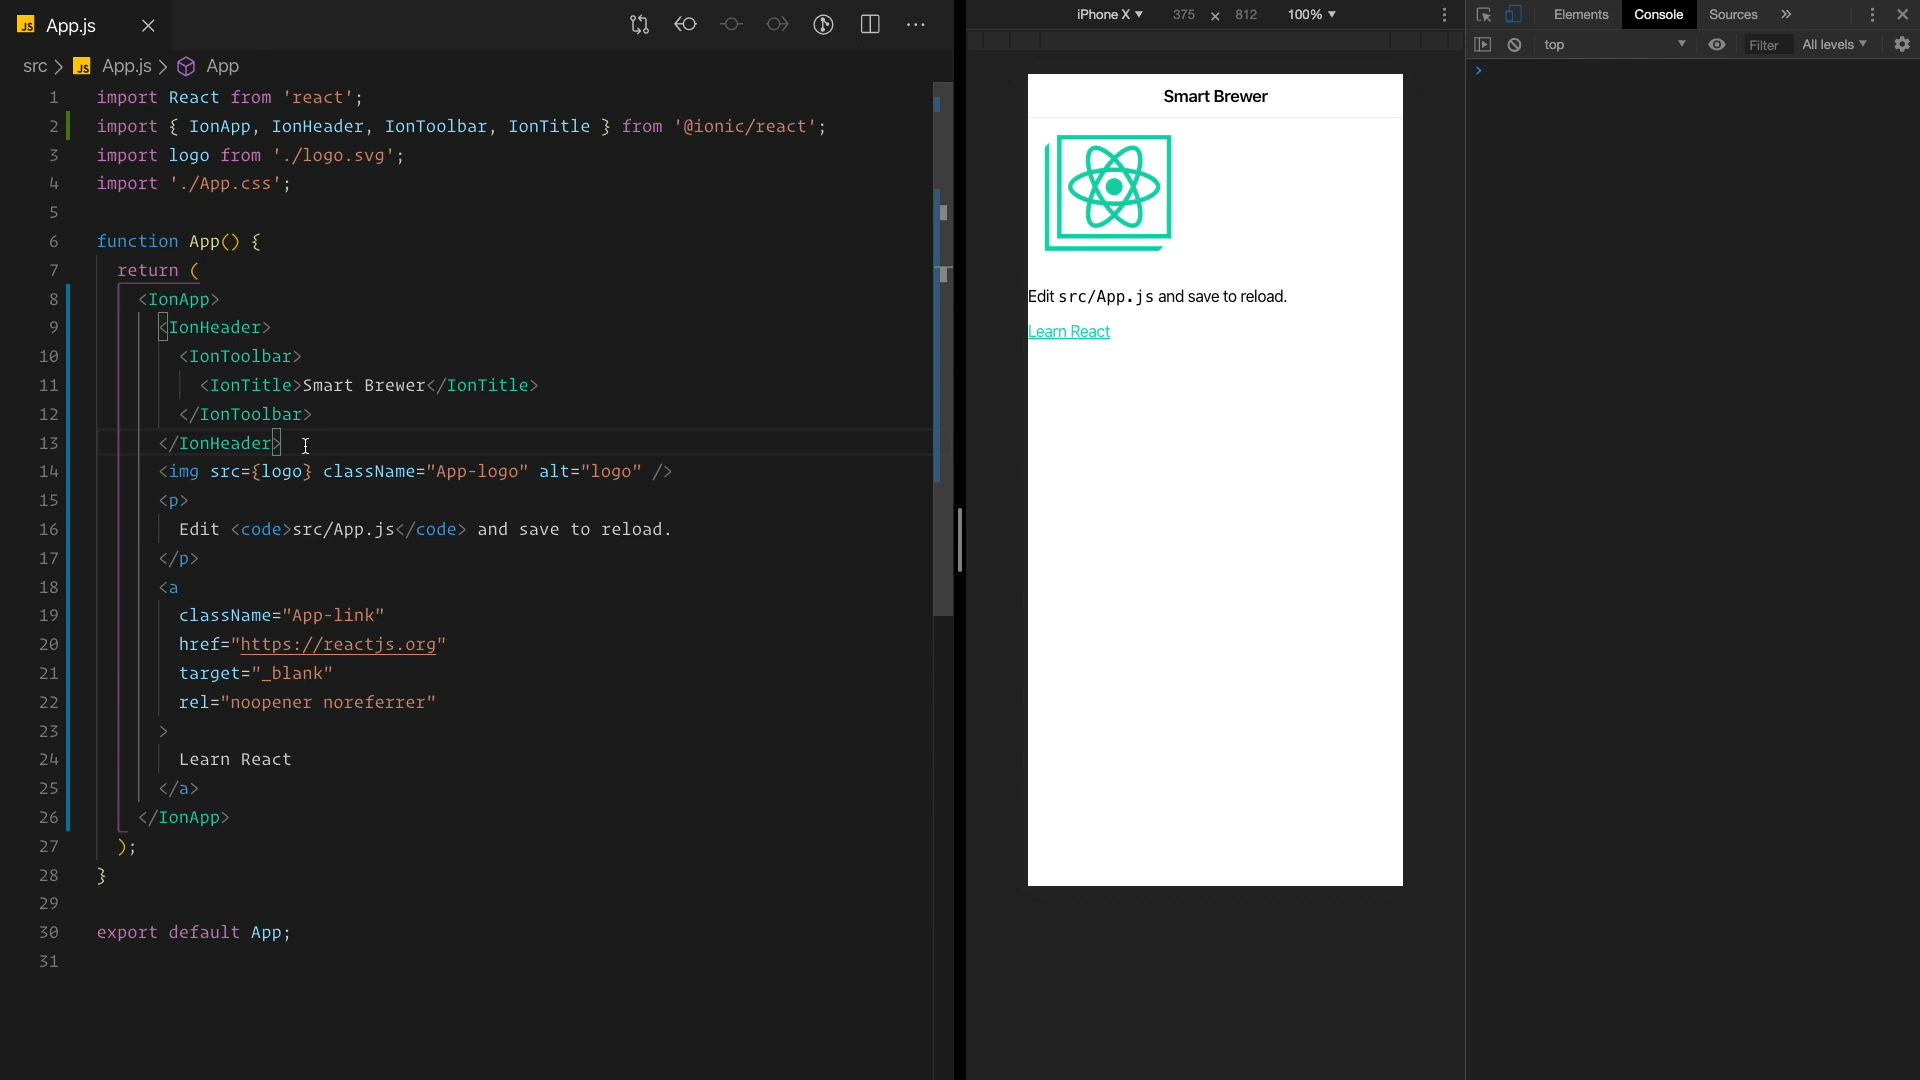 JS App.js
src > JS App.js > App
1 import React from 'react';
2 import { IonApp, IonHeader, IonToolbar, IonTitle } from '@ionic/react';
3 import logo from './logo.svg';
4 import './App.css';
5
6 function App() {
7 return (
8 <IonApp>
9 <IonHeader>
10 <IonToolbar>
11 <IonTitle>Smart Brewer</IonTitle>
12 </IonToolbar>
13 </IonHeader>
14 <img src={logo} className="App-logo" alt="logo" />
15 <p>
16 Edit <code>src/App.js</code> and save to reload.
17 </p>
18 <a
19 className="App-link"
20 href="https://reactjs.org"
21 target="_blank"
22 rel="noopener noreferrer"
23 >
24 Learn React
25 </a>
26 </IonApp>
27 );
28 }
29
30 export default App;
31
iPhone X ▼ 375 × 812 100% ▼
Smart Brewer
Edit src/App.js and save to reload.
Learn React
Elements Console Sources »
top ▼ Filter All levels ▼
>